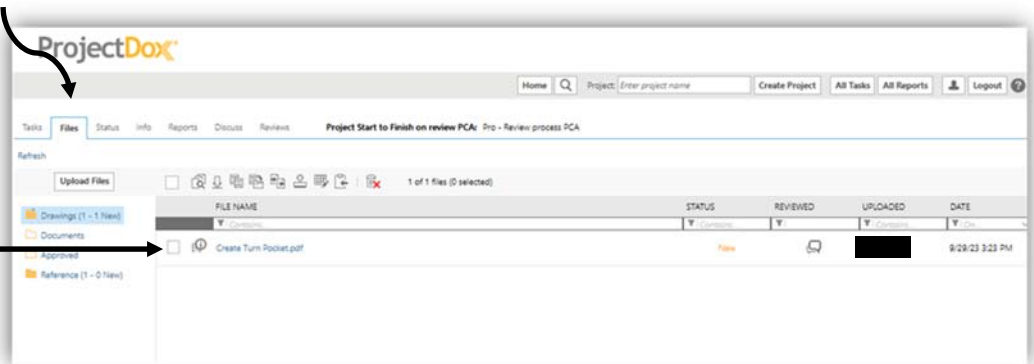 ProjectDox
Home Project: Enter project name Create Project All Tasks All Reports Logout
Tasks Files Status Info Reports Discuss Reviews Project Start to Finish on review PCA: Pro - Review process PCA
Refresh
Upload Files 1 of 1 files (0 selected)
Drawings (1 - 1 New)
Documents
Approved
Reference (1 - 0 New)
FILE NAME STATUS REVIEWED UPLOADED DATE
Contains... Contains... Contains... On...
Create Turn Pocket.pdf New 9/29/23 3:23 PM